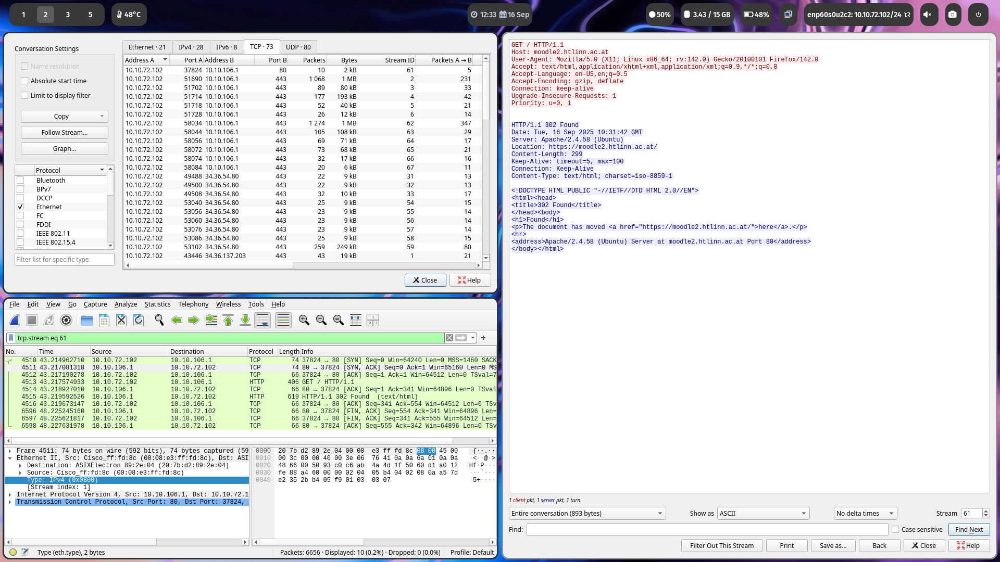 1 2 3 5 48°C 12:33 16 Sep 50% 3.43 / 15 GB 48% enp60s0u2c2: 10.10.72.102/24
Conversation Settings
Name resolution
Absolute start time
Limit to display filter
Copy
Follow Stream...
Graph...
Protocol
Bluetooth
BPv7
DCCP
Ethernet
FC
FDDI
IEEE 802.11
IEEE 802.15.4
Filter list for specific type
Ethernet · 21 IPv4 · 28 IPv6 · 8 TCP · 73 UDP · 80
Address A Port A Address B Port B Packets Bytes Stream ID Packets A → B
10.10.72.102 37824 10.10.106.1 80 10 2 kB 61 5
10.10.72.102 51690 10.10.106.1 443 1 068 1 MB 2 231
10.10.72.102 51702 10.10.106.1 443 89 80 kB 3 33
10.10.72.102 51714 10.10.106.1 443 177 193 kB 4 42
10.10.72.102 51718 10.10.106.1 443 52 40 kB 5 21
10.10.72.102 51728 10.10.106.1 443 26 12 kB 6 14
10.10.72.102 58034 10.10.106.1 443 1 274 1 MB 62 347
10.10.72.102 58044 10.10.106.1 443 105 108 kB 63 29
10.10.72.102 58056 10.10.106.1 443 69 71 kB 64 17
10.10.72.102 58072 10.10.106.1 443 73 68 kB 65 21
10.10.72.102 58074 10.10.106.1 443 32 17 kB 66 16
10.10.72.102 58084 10.10.106.1 443 20 6 kB 67 11
10.10.72.102 49488 34.36.54.80 443 22 9 kB 31 13
10.10.72.102 49500 34.36.54.80 443 22 9 kB 32 13
10.10.72.102 49508 34.36.54.80 443 32 10 kB 33 17
10.10.72.102 53040 34.36.54.80 443 25 9 kB 54 15
10.10.72.102 53056 34.36.54.80 443 23 9 kB 55 14
10.10.72.102 53060 34.36.54.80 443 23 9 kB 56 14
10.10.72.102 53076 34.36.54.80 443 23 9 kB 57 14
10.10.72.102 53086 34.36.54.80 443 25 9 kB 58 15
10.10.72.102 53102 34.36.54.80 443 259 249 kB 59 80
10.10.72.102 43446 34.36.137.203 443 43 19 kB 1 21
Close Help
File Edit View Go Capture Analyze Statistics Telephony Wireless Tools Help
tcp.stream eq 61
No. Time Source Destination Protocol Length Info
4510 43.214962710 10.10.72.102 10.10.106.1 TCP 74 37824 → 80 [SYN] Seq=0 Win=64240 Len=0 MSS=1460 SACK
4511 43.217081318 10.10.106.1 10.10.72.102 TCP 74 80 → 37824 [SYN, ACK] Seq=0 Ack=1 Win=65160 Len=0 MS
4512 43.217190278 10.10.72.102 10.10.106.1 TCP 66 37824 → 80 [ACK] Seq=1 Ack=1 Win=64512 Len=0 TSval=7
4513 43.217574933 10.10.72.102 10.10.106.1 HTTP 406 GET / HTTP/1.1
4514 43.218927010 10.10.106.1 10.10.72.102 TCP 66 80 → 37824 [ACK] Seq=1 Ack=341 Win=64896 Len=0 TSval
4515 43.219592526 10.10.106.1 10.10.72.102 HTTP 619 HTTP/1.1 302 Found (text/html)
4516 43.219673147 10.10.72.102 10.10.106.1 TCP 66 37824 → 80 [ACK] Seq=341 Ack=554 Win=64512 Len=0 TSv
6596 48.225245160 10.10.106.1 10.10.72.102 TCP 66 80 → 37824 [FIN, ACK] Seq=554 Ack=341 Win=64896 Len=
6597 48.225621817 10.10.72.102 10.10.106.1 TCP 66 37824 → 80 [FIN, ACK] Seq=341 Ack=555 Win=64512 Len=
6598 48.227631978 10.10.106.1 10.10.72.102 TCP 66 80 → 37824 [ACK] Seq=555 Ack=342 Win=64896 Len=0 TSv
Frame 4511: 74 bytes on wire (592 bits), 74 bytes captured (59
Ethernet II, Src: Cisco_ff:fd:8c (00:08:e3:ff:fd:8c), Dst: ASI
Destination: ASIXElectron_89:2e:04 (20:7b:d2:89:2e:04)
Source: Cisco_ff:fd:8c (00:08:e3:ff:fd:8c)
Type: IPv4 (0x0800)
[Stream index: 1]
Internet Protocol Version 4, Src: 10.10.106.1, Dst: 10.10.72.1
Transmission Control Protocol, Src Port: 80, Dst Port: 37824,
0000 20 7b d2 89 2e 04 00 08 e3 ff fd 8c 08 00 45 00 {··.··
0010 00 3c 00 00 40 00 3e 06 76 41 0a 0a 6a 01 0a 0a ·<··@·>
0020 48 66 00 50 93 c0 c6 ab 4a 4d 1f 50 60 d1 a0 12 Hf·P···
0030 fe 88 a4 60 00 00 02 04 05 b4 04 02 08 0a a5 7d ···`···
0040 e2 35 2b b4 05 f9 01 03 03 07 ·5+····
Type (eth.type), 2 bytes Packets: 6656 · Displayed: 10 (0.2%) · Dropped: 0 (0.0%) Profile: Default
GET / HTTP/1.1
Host: moodle2.htlinn.ac.at
User-Agent: Mozilla/5.0 (X11; Linux x86_64; rv:142.0) Gecko/20100101 Firefox/142.0
Accept: text/html,application/xhtml+xml,application/xml;q=0.9,*/*;q=0.8
Accept-Language: en-US,en;q=0.5
Accept-Encoding: gzip, deflate
Connection: keep-alive
Upgrade-Insecure-Requests: 1
Priority: u=0, i
HTTP/1.1 302 Found
Date: Tue, 16 Sep 2025 10:31:42 GMT
Server: Apache/2.4.58 (Ubuntu)
Location: https://moodle2.htlinn.ac.at/
Content-Length: 299
Keep-Alive: timeout=5, max=100
Connection: Keep-Alive
Content-Type: text/html; charset=iso-8859-1
<!DOCTYPE HTML PUBLIC "-//IETF//DTD HTML 2.0//EN">
<html><head>
<title>302 Found</title>
</head><body>
<h1>Found</h1>
<p>The document has moved <a href="https://moodle2.htlinn.ac.at/">here</a>.</p>
<hr>
<address>Apache/2.4.58 (Ubuntu) Server at moodle2.htlinn.ac.at Port 80</address>
</body></html>
1 client pkt, 1 server pkt, 1 turn.
Entire conversation (893 bytes) Show as ASCII No delta times Stream 61
Find: Case sensitive Find Next
Filter Out This Stream Print Save as... Back Close Help